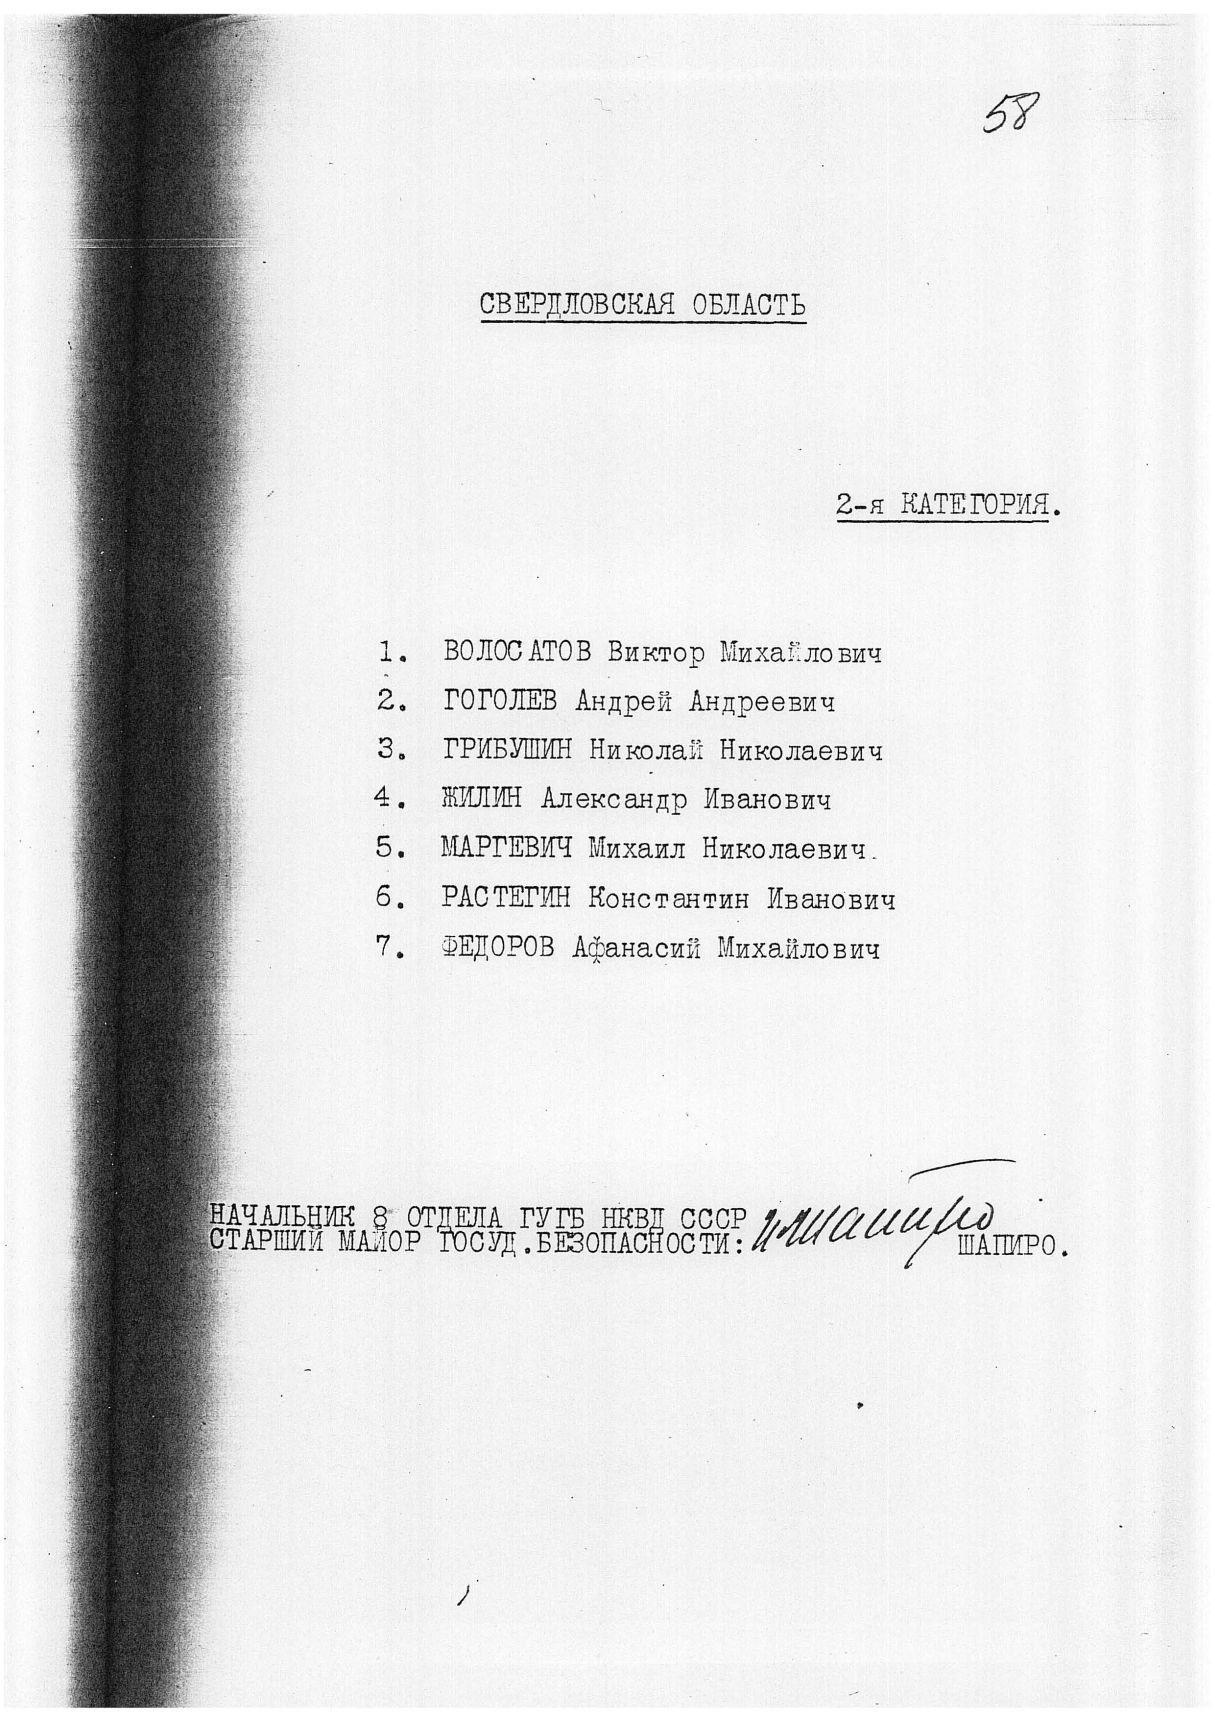 58
СВЕРДЛОВСКАЯ ОБЛАСТЬ
2-я КАТЕГОРИЯ.
1. ВОЛОСАТОВ Виктор Михайлович
2. ГОГОЛЕВ Андрей Андреевич
3. ГРИБУШИН Николай Николаевич
4. ЖИЛИН Александр Иванович
5. МАРГЕВИЧ Михаил Николаевич.
6. РАСТЕГИН Константин Иванович
7. ФЕДОРОВ Афанасий Михайлович
НАЧАЛЬНИК 8 ОТДЕЛА ГУГБ НКВД СССР
СТАРШИЙ МАЙОР ГОСУД.БЕЗОПАСНОСТИ: Шапиро ШАПИРО.